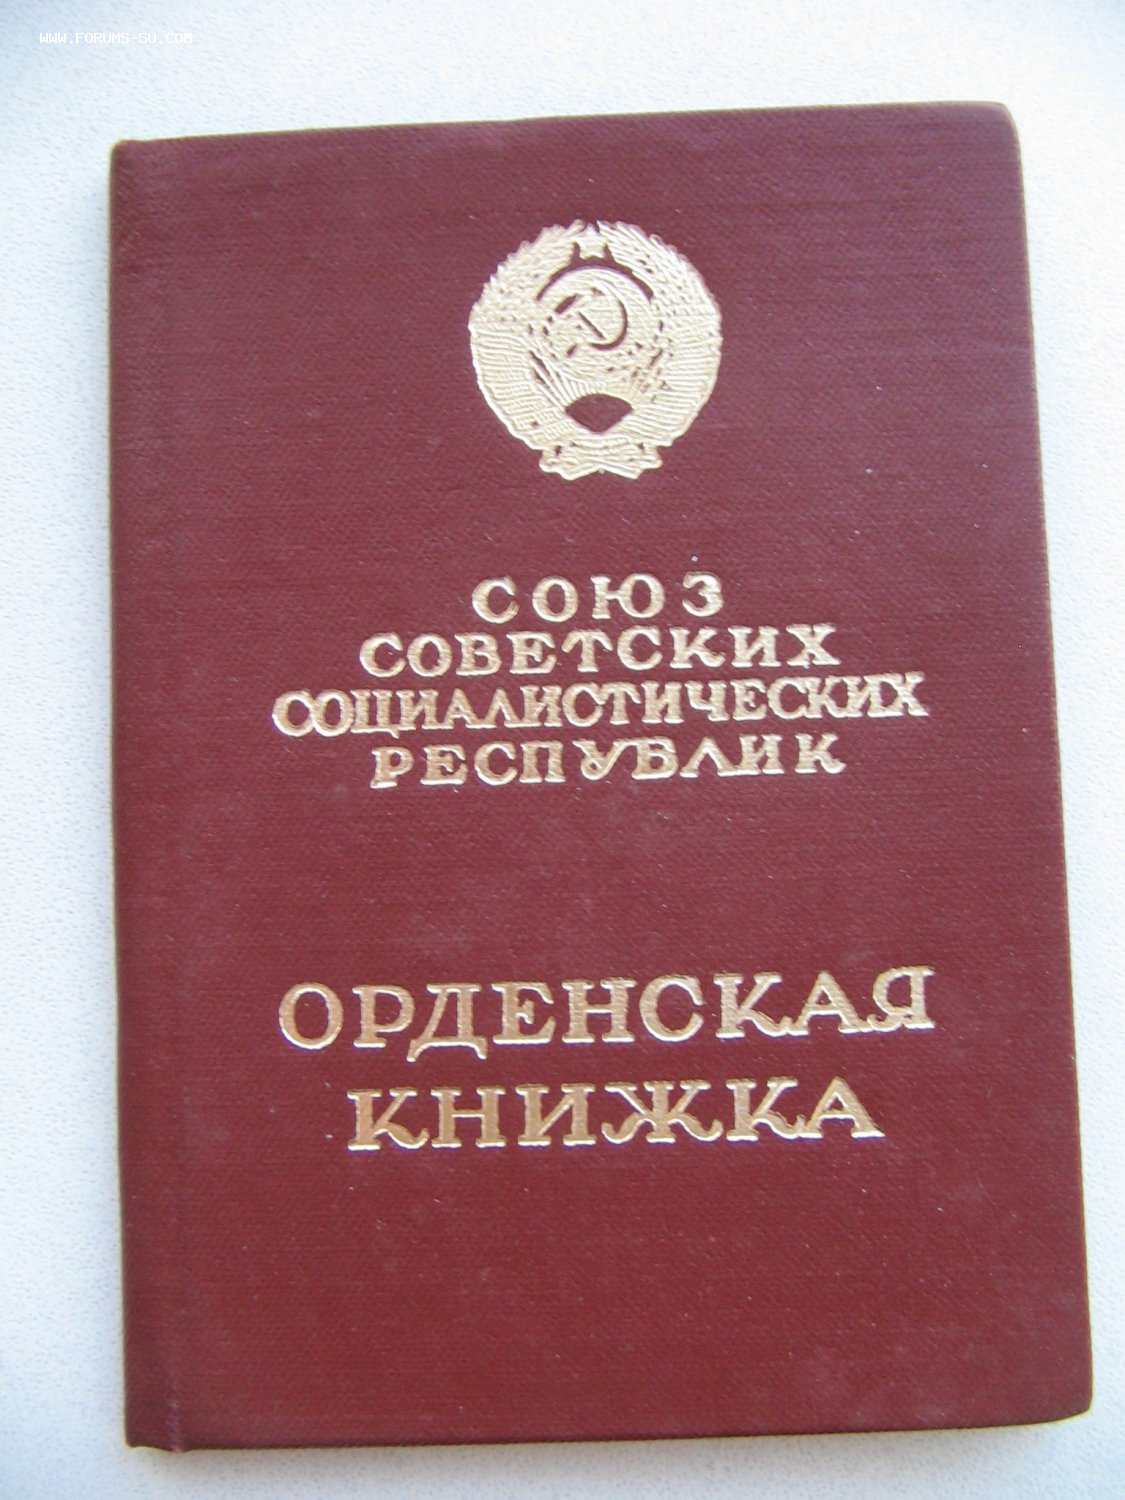 WWW.FORUMS-SU.COM
СОЮЗ
СОВЕТСКИХ
СОЦИАЛИСТИЧЕСКИХ
РЕСПУБЛИК
ОРДЕНСКАЯ
КНИЖКА